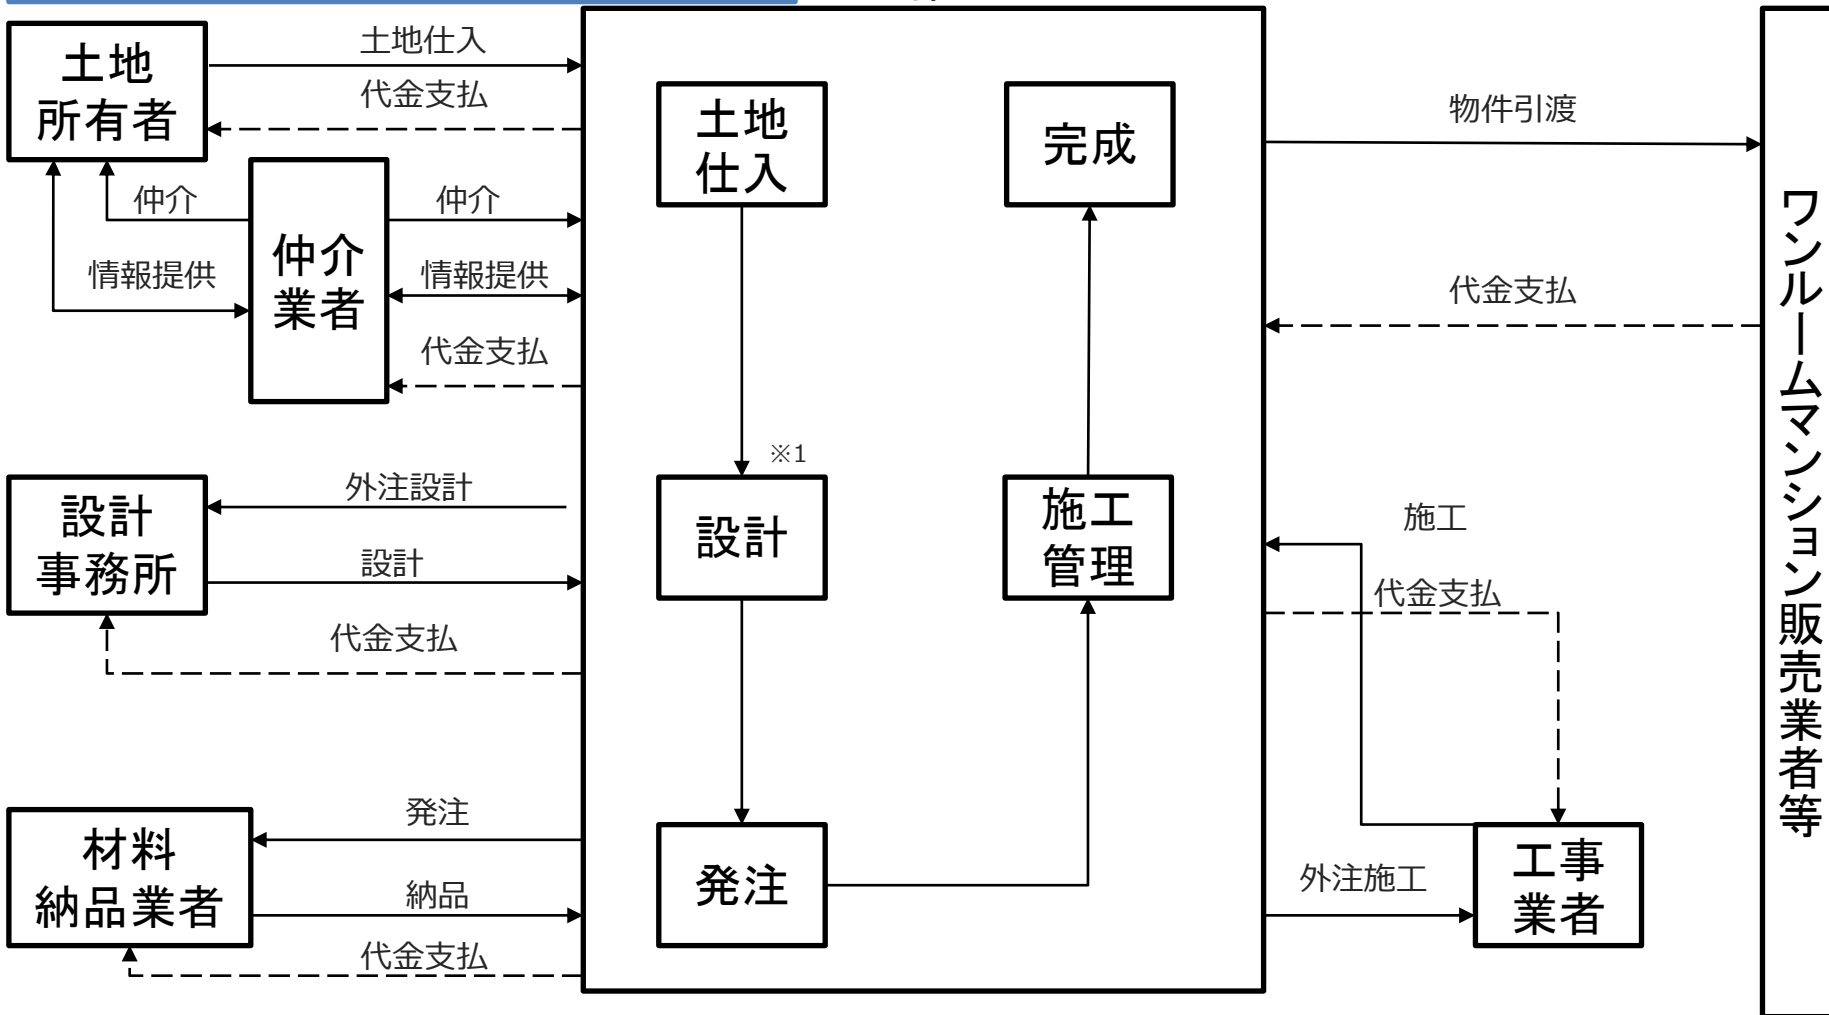 土地
所有者
土地仕入
代金支払
仲介
情報提供
仲介
業者
仲介
情報提供
代金支払
設計
事務所
外注設計
設計
代金支払
材料
納品業者
発注
納品
代金支払
土地
仕入
※1
設計
発注
完成
施工
管理
物件引渡
代金支払
施工
代金支払
外注施工
工事
業者
ワンルームマンション販売業者等